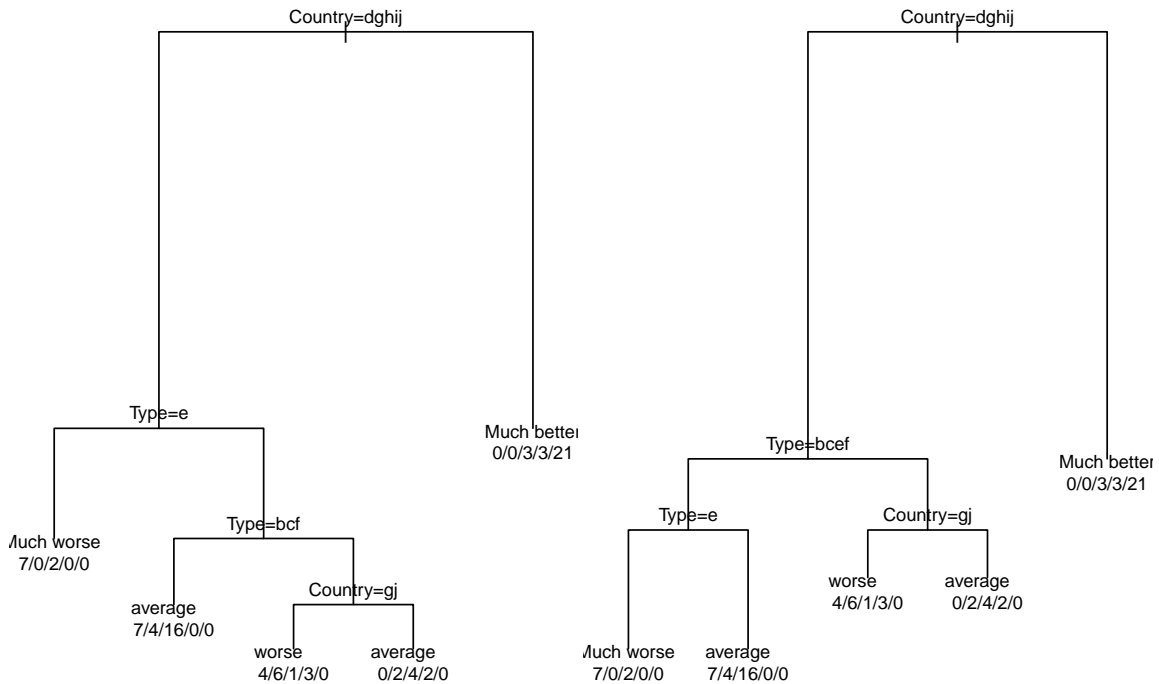 Country=dghij
Type=e
Much better
0/0/3/3/21
Type=bcf
Much worse
7/0/2/0/0
Country=gj
average
7/4/16/0/0
worse
4/6/1/3/0
average
0/2/4/2/0
Country=dghij
Type=bcef
Much better
0/0/3/3/21
Type=e
Country=gj
worse
4/6/1/3/0
average
0/2/4/2/0
Much worse
7/0/2/0/0
average
7/4/16/0/0